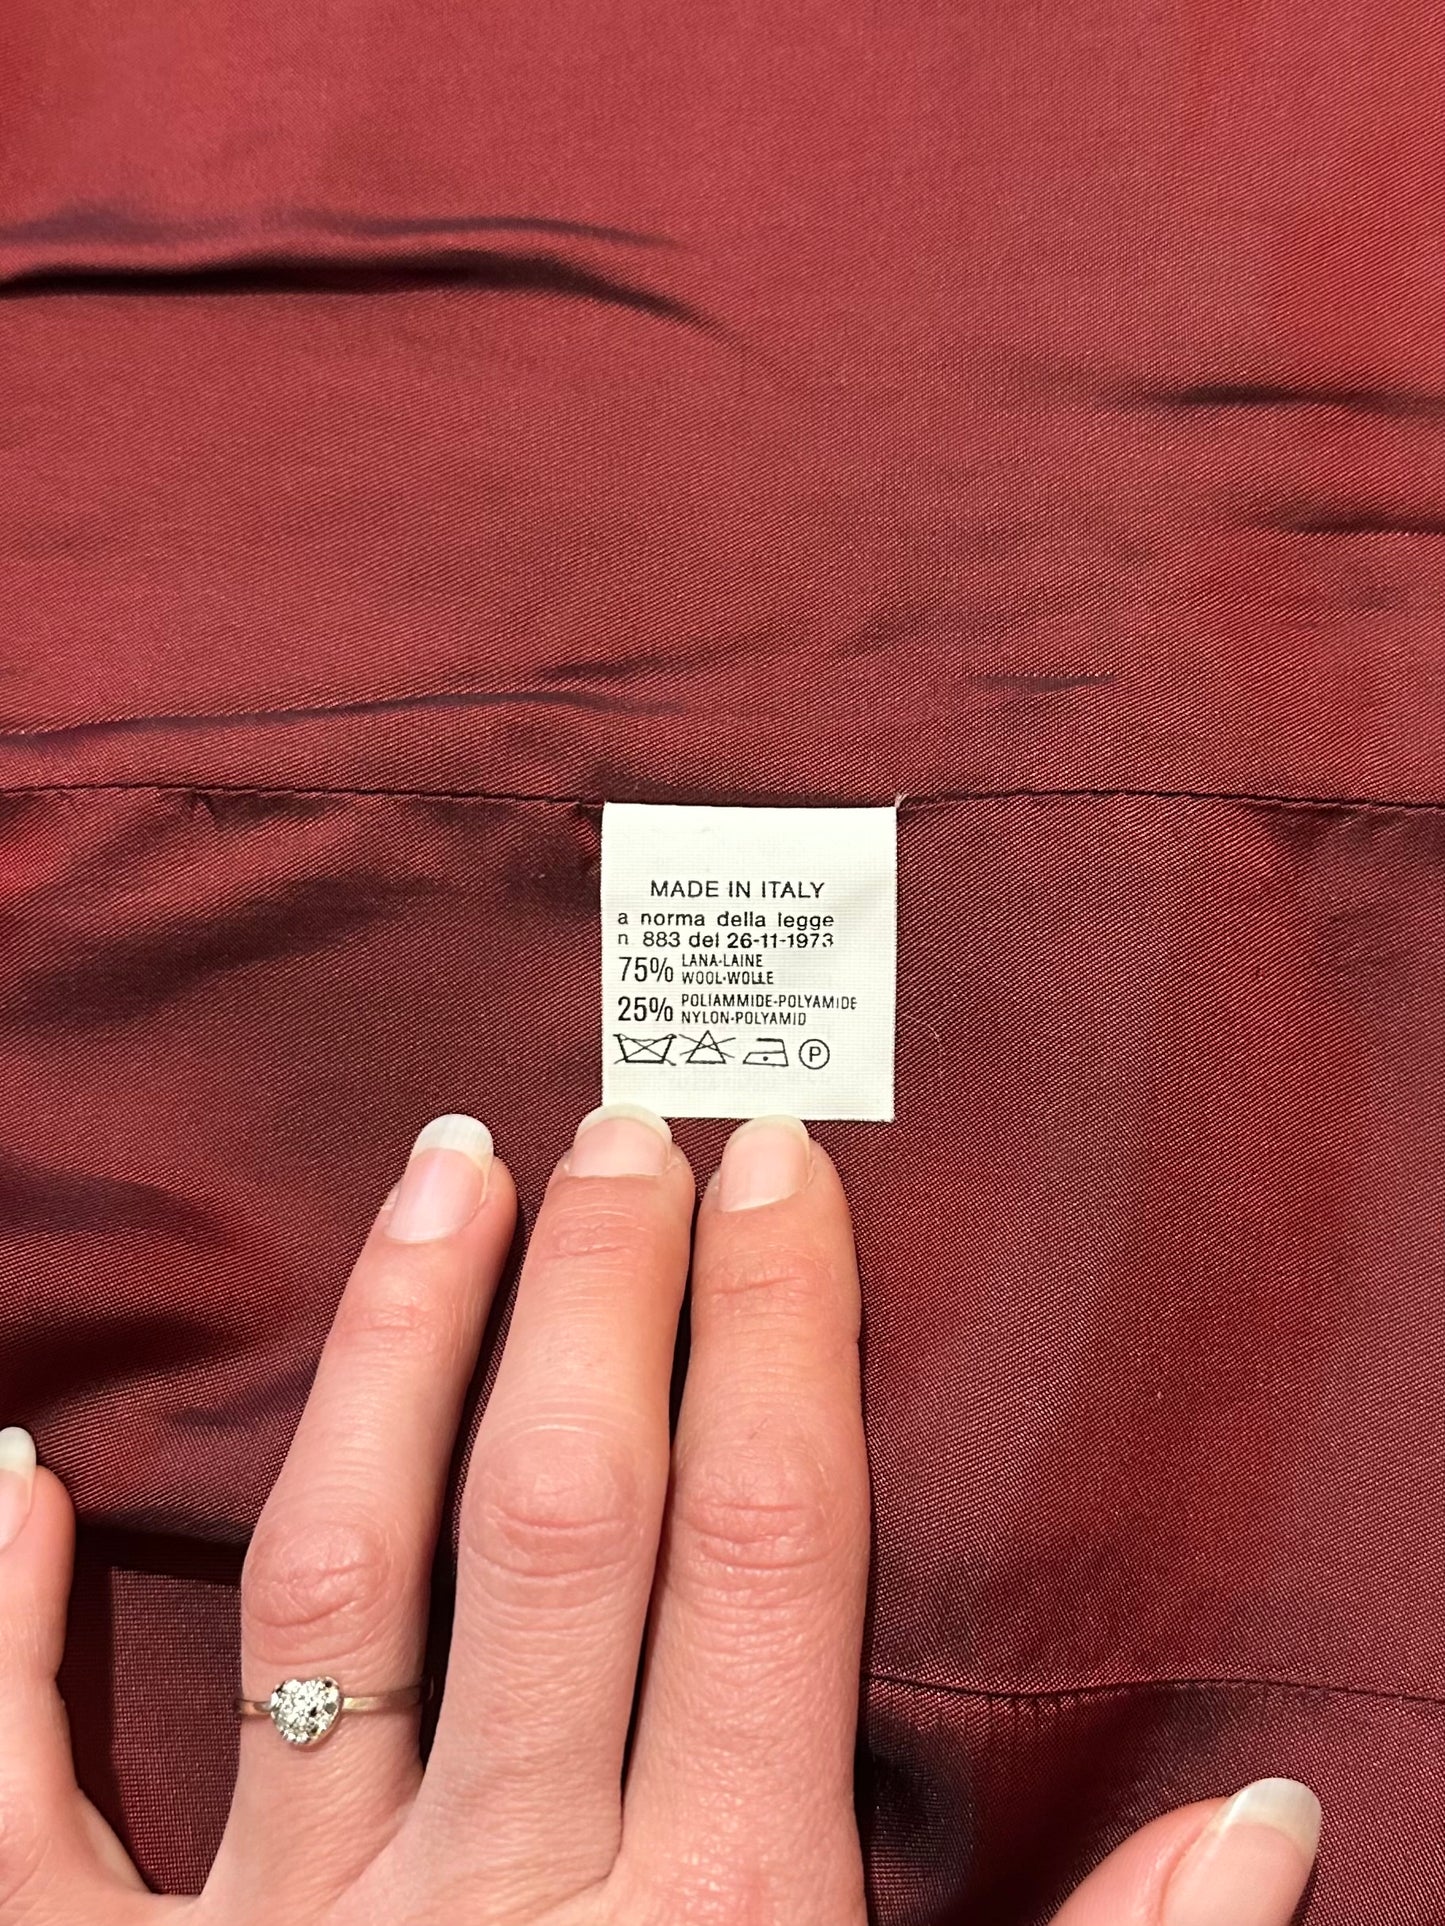 MADE IN ITALY
a norma della legge
n. 883 del 26-11-1973
75% LANA-LAINE
WOOL-WOLLE
25% POLIAMMIDE-POLYAMIDE
NYLON-POLYAMID
P